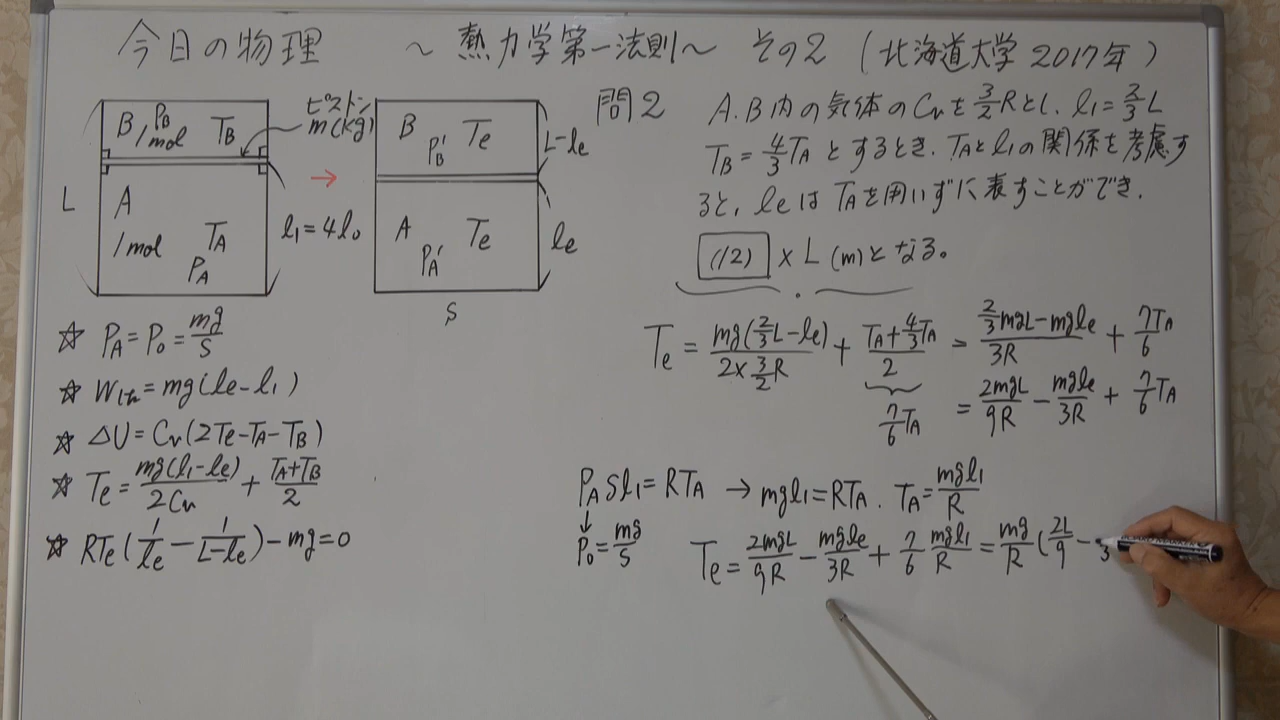 今日の物理 ～熱力学第一法則～ その2 (北海道大学 2017年)
B PB 1mol TB
ピストン m(kg)
L
A 1mol TA PA
l₁=4l₀
B PB' Te
L-le
A PA' Te
le
S
問2 A.B内の気体のCvを3/2Rとし、l₁=2/3L
TB=4/3TAとするとき、TAとl₁の関係を考慮す
ると、leはTAを用いずに表すことができ、
(12) ×L (m)となる。
☆ PA=P₀=mg/S
☆ W1th=mg(le-l₁)
☆ ΔU=Cv(2Te-TA-TB)
☆ Te=mg(l₁-le)/2Cv+(TA+TB)/2
☆ RTe(1/le-1/(L-le))-mg=0
Te=mg(2/3L-le)/(2×3/2R)+(TA+4/3TA)/2=(2/3mgL-mgle)/3R+7TA/6
7/6TA
=2mgL/9R-mgle/3R+7/6TA
PASl₁=RTA→mgl₁=RTA. TA=mgl₁/R
↓
P₀=mg/S
Te=2mgL/9R-mgle/3R+7/6 mgl₁/R=mg/R(2L/9-/3